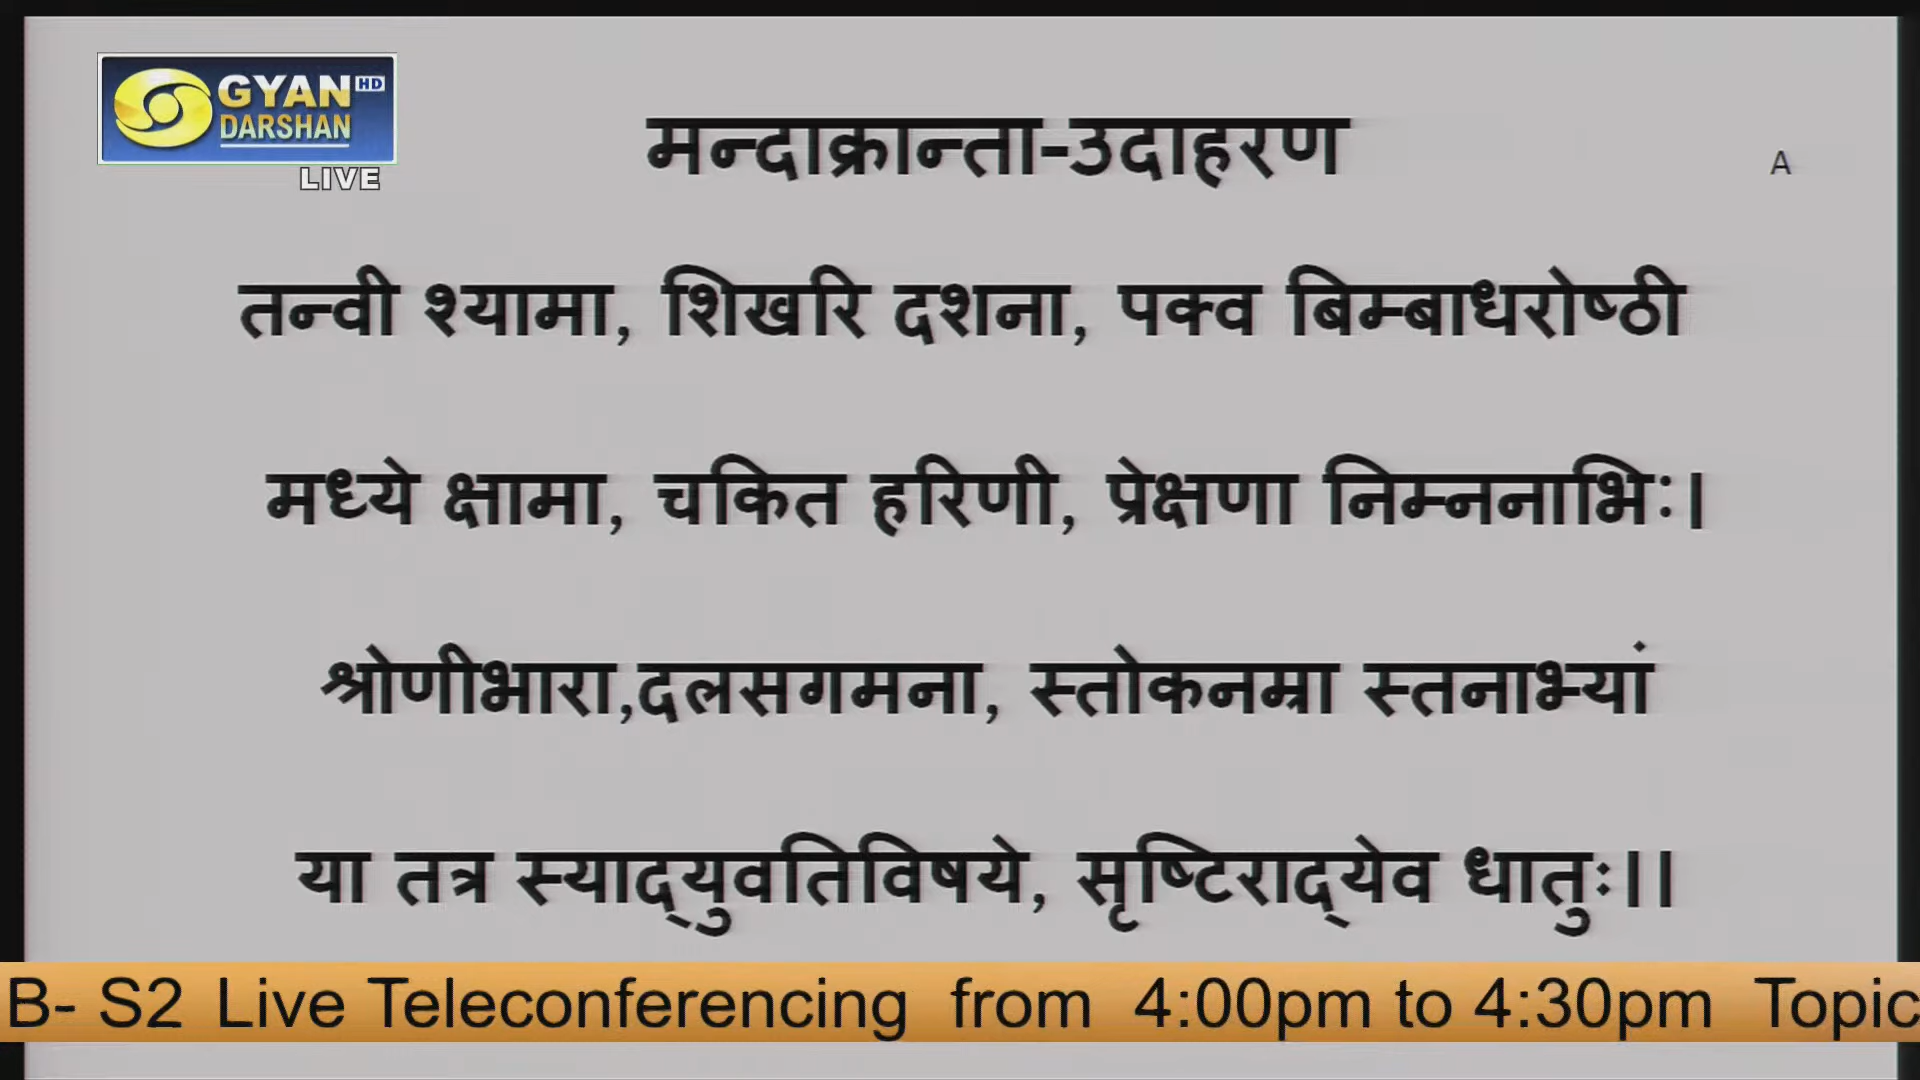 GYAN HD
DARSHAN
LIVE
मन्दाक्रान्ता-उदाहरण
A
तन्वी श्यामा, शिखरि दशना, पक्व बिम्बाधरोष्ठी
मध्ये क्षामा, चकित हरिणी, प्रेक्षणा निम्ननाभिः।
श्रोणीभारा,दलसगमना, स्तोकनम्रा स्तनाभ्यां
या तत्र स्याद्‌युवतिविषये, सृष्टिराद्‌येव धातुः।।
B- S2 Live Teleconferencing from 4:00pm to 4:30pm Topic